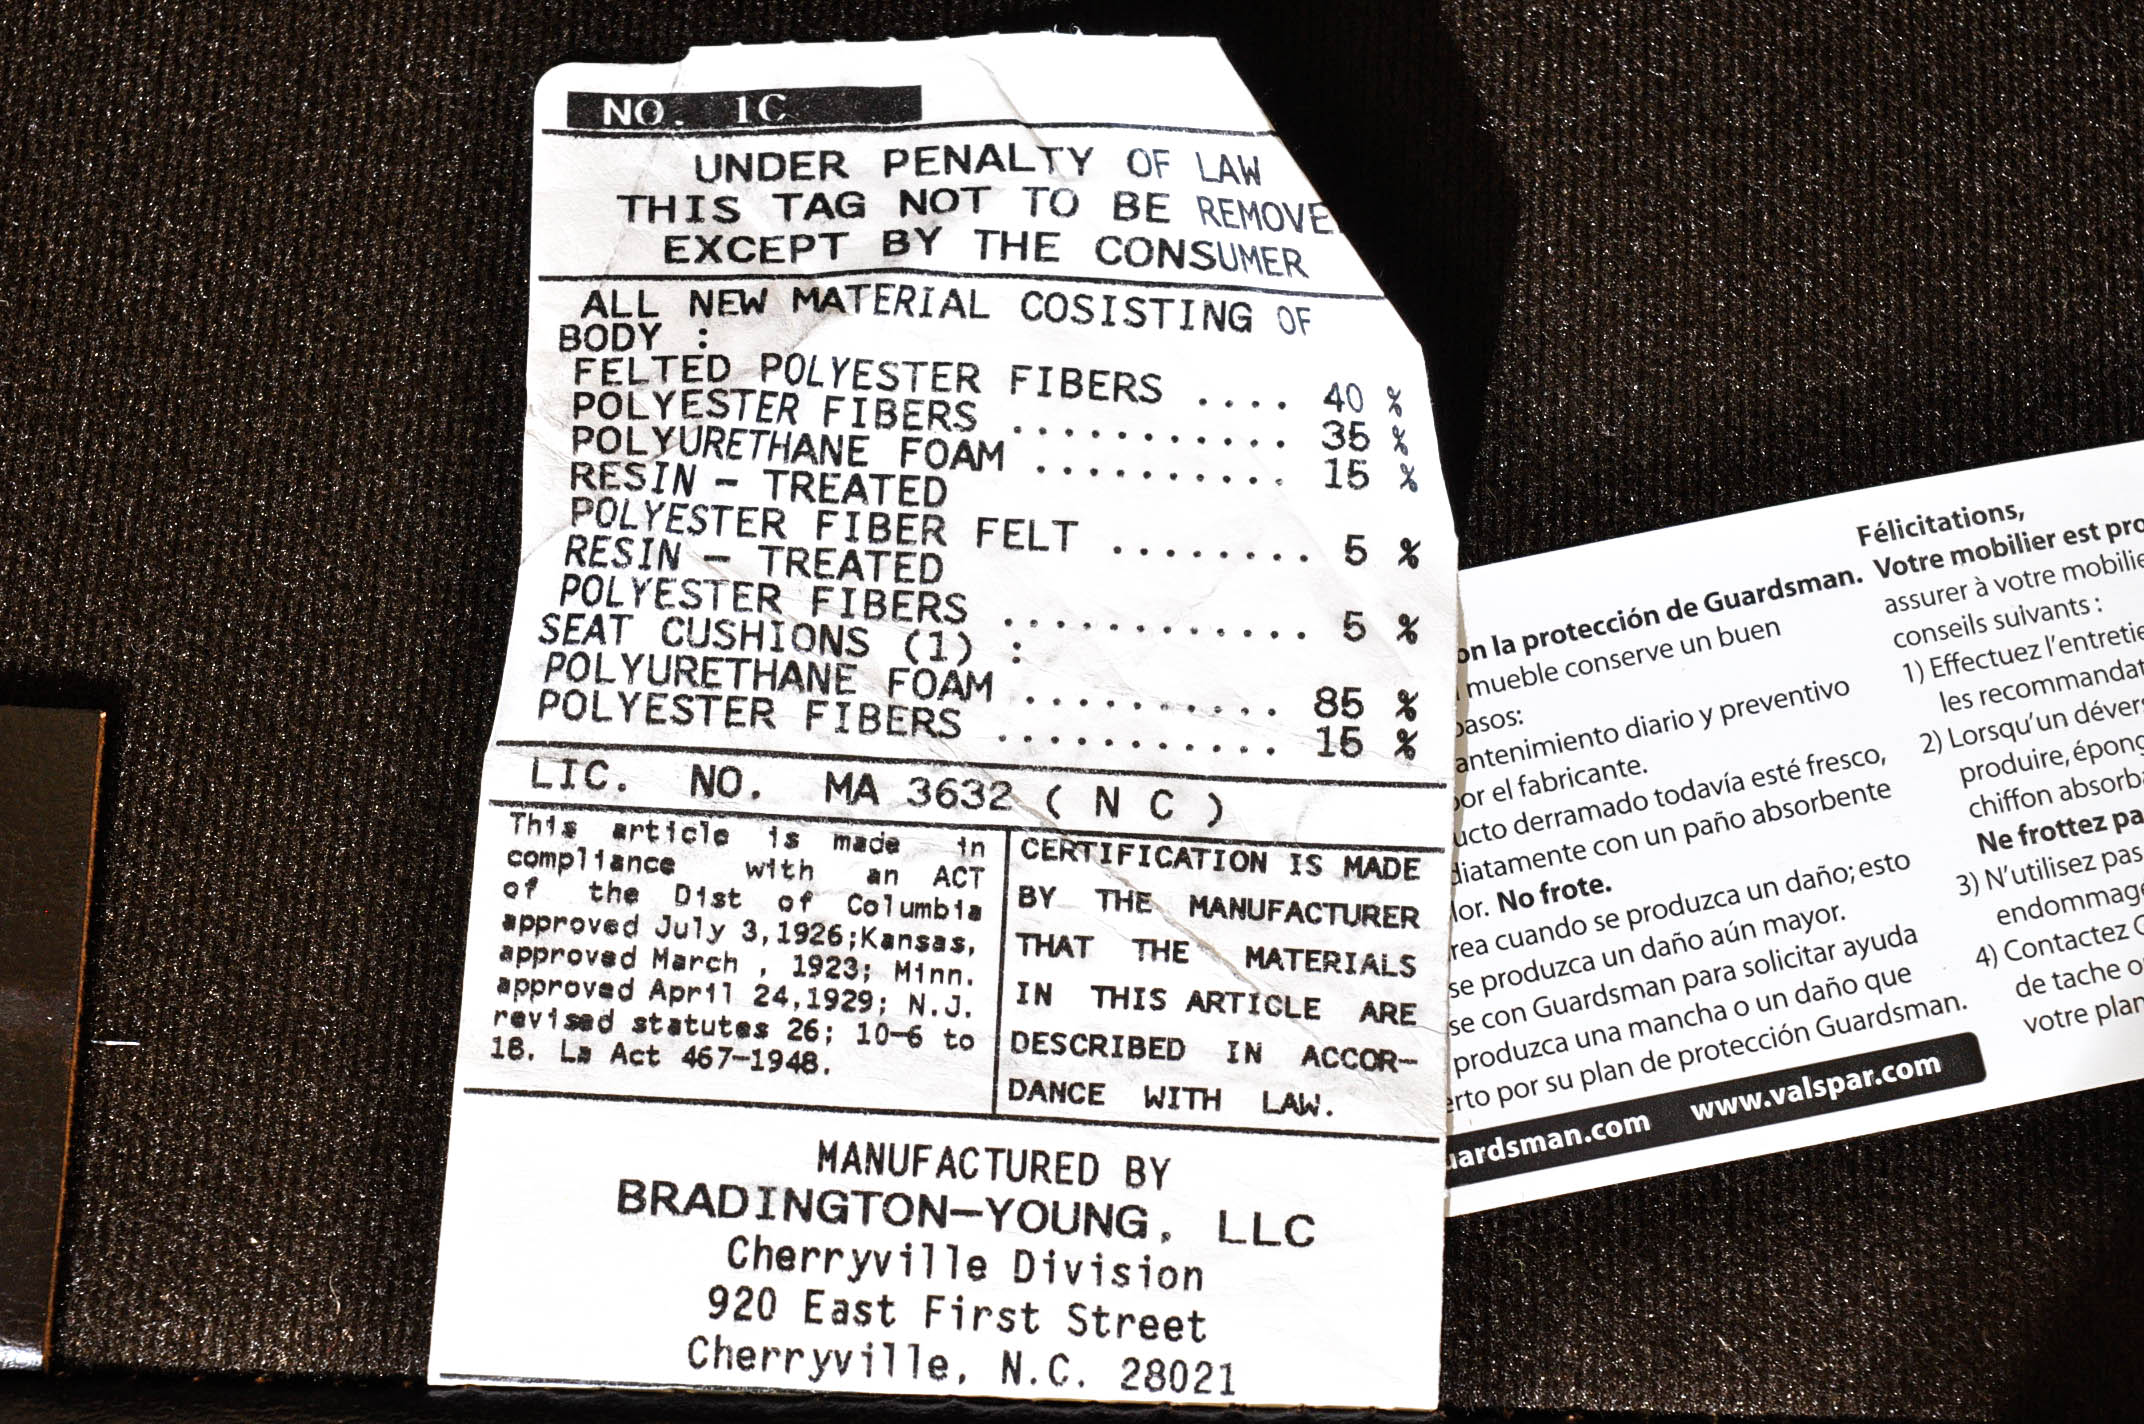 NO. 1C
UNDER PENALTY OF LAW
THIS TAG NOT TO BE REMOVE
EXCEPT BY THE CONSUMER
ALL NEW MATERIAL COSISTING OF
BODY :
FELTED POLYESTER FIBERS .... 40 %
POLYESTER FIBERS ............ 35 %
POLYURETHANE FOAM ........... 15 %
RESIN - TREATED
POLYESTER FIBER FELT ........ 5 %
RESIN - TREATED
POLYESTER FIBERS ............. 5 %
SEAT CUSHIONS (1) :
POLYURETHANE FOAM ........... 85 %
POLYESTER FIBERS ............ 15 %
LIC. NO. MA 3632 ( N C )
This article is made in
compliance with an ACT
of the Dist of Columbia
approved July 3,1926;Kansas,
approved March , 1923; Minn.
approved April 24,1929; N.J.
revised statutes 26; 10-6 to
18. La Act 467-1948.
CERTIFICATION IS MADE
BY THE MANUFACTURER
THAT THE MATERIALS
IN THIS ARTICLE ARE
DESCRIBED IN ACCOR-
DANCE WITH LAW.
MANUFACTURED BY
BRADINGTON-YOUNG, LLC
Cherryville Division
920 East First Street
Cherryville, N.C. 28021
on la protección de Guardsman.
mueble conserve un buen
pasos:
antenimiento diario y preventivo
por el fabricante.
ucto derramado todavía esté fresco,
diatamente con un paño absorbente
lor. No frote.
rea cuando se produzca un daño; esto
se produzca un daño aún mayor.
se con Guardsman para solicitar ayuda
produzca una mancha o un daño que
erto por su plan de protección Guardsman.
uardsman.com www.valspar.com
Félicitations,
Votre mobilier est pro
assurer à votre mobilie
conseils suivants :
1) Effectuez l'entretie
les recommandat
2) Lorsqu'un déver
produire, épong
chiffon absorb
Ne frottez pa
3) N'utilisez pas
endommage
4) Contactez G
de tache o
votre plan